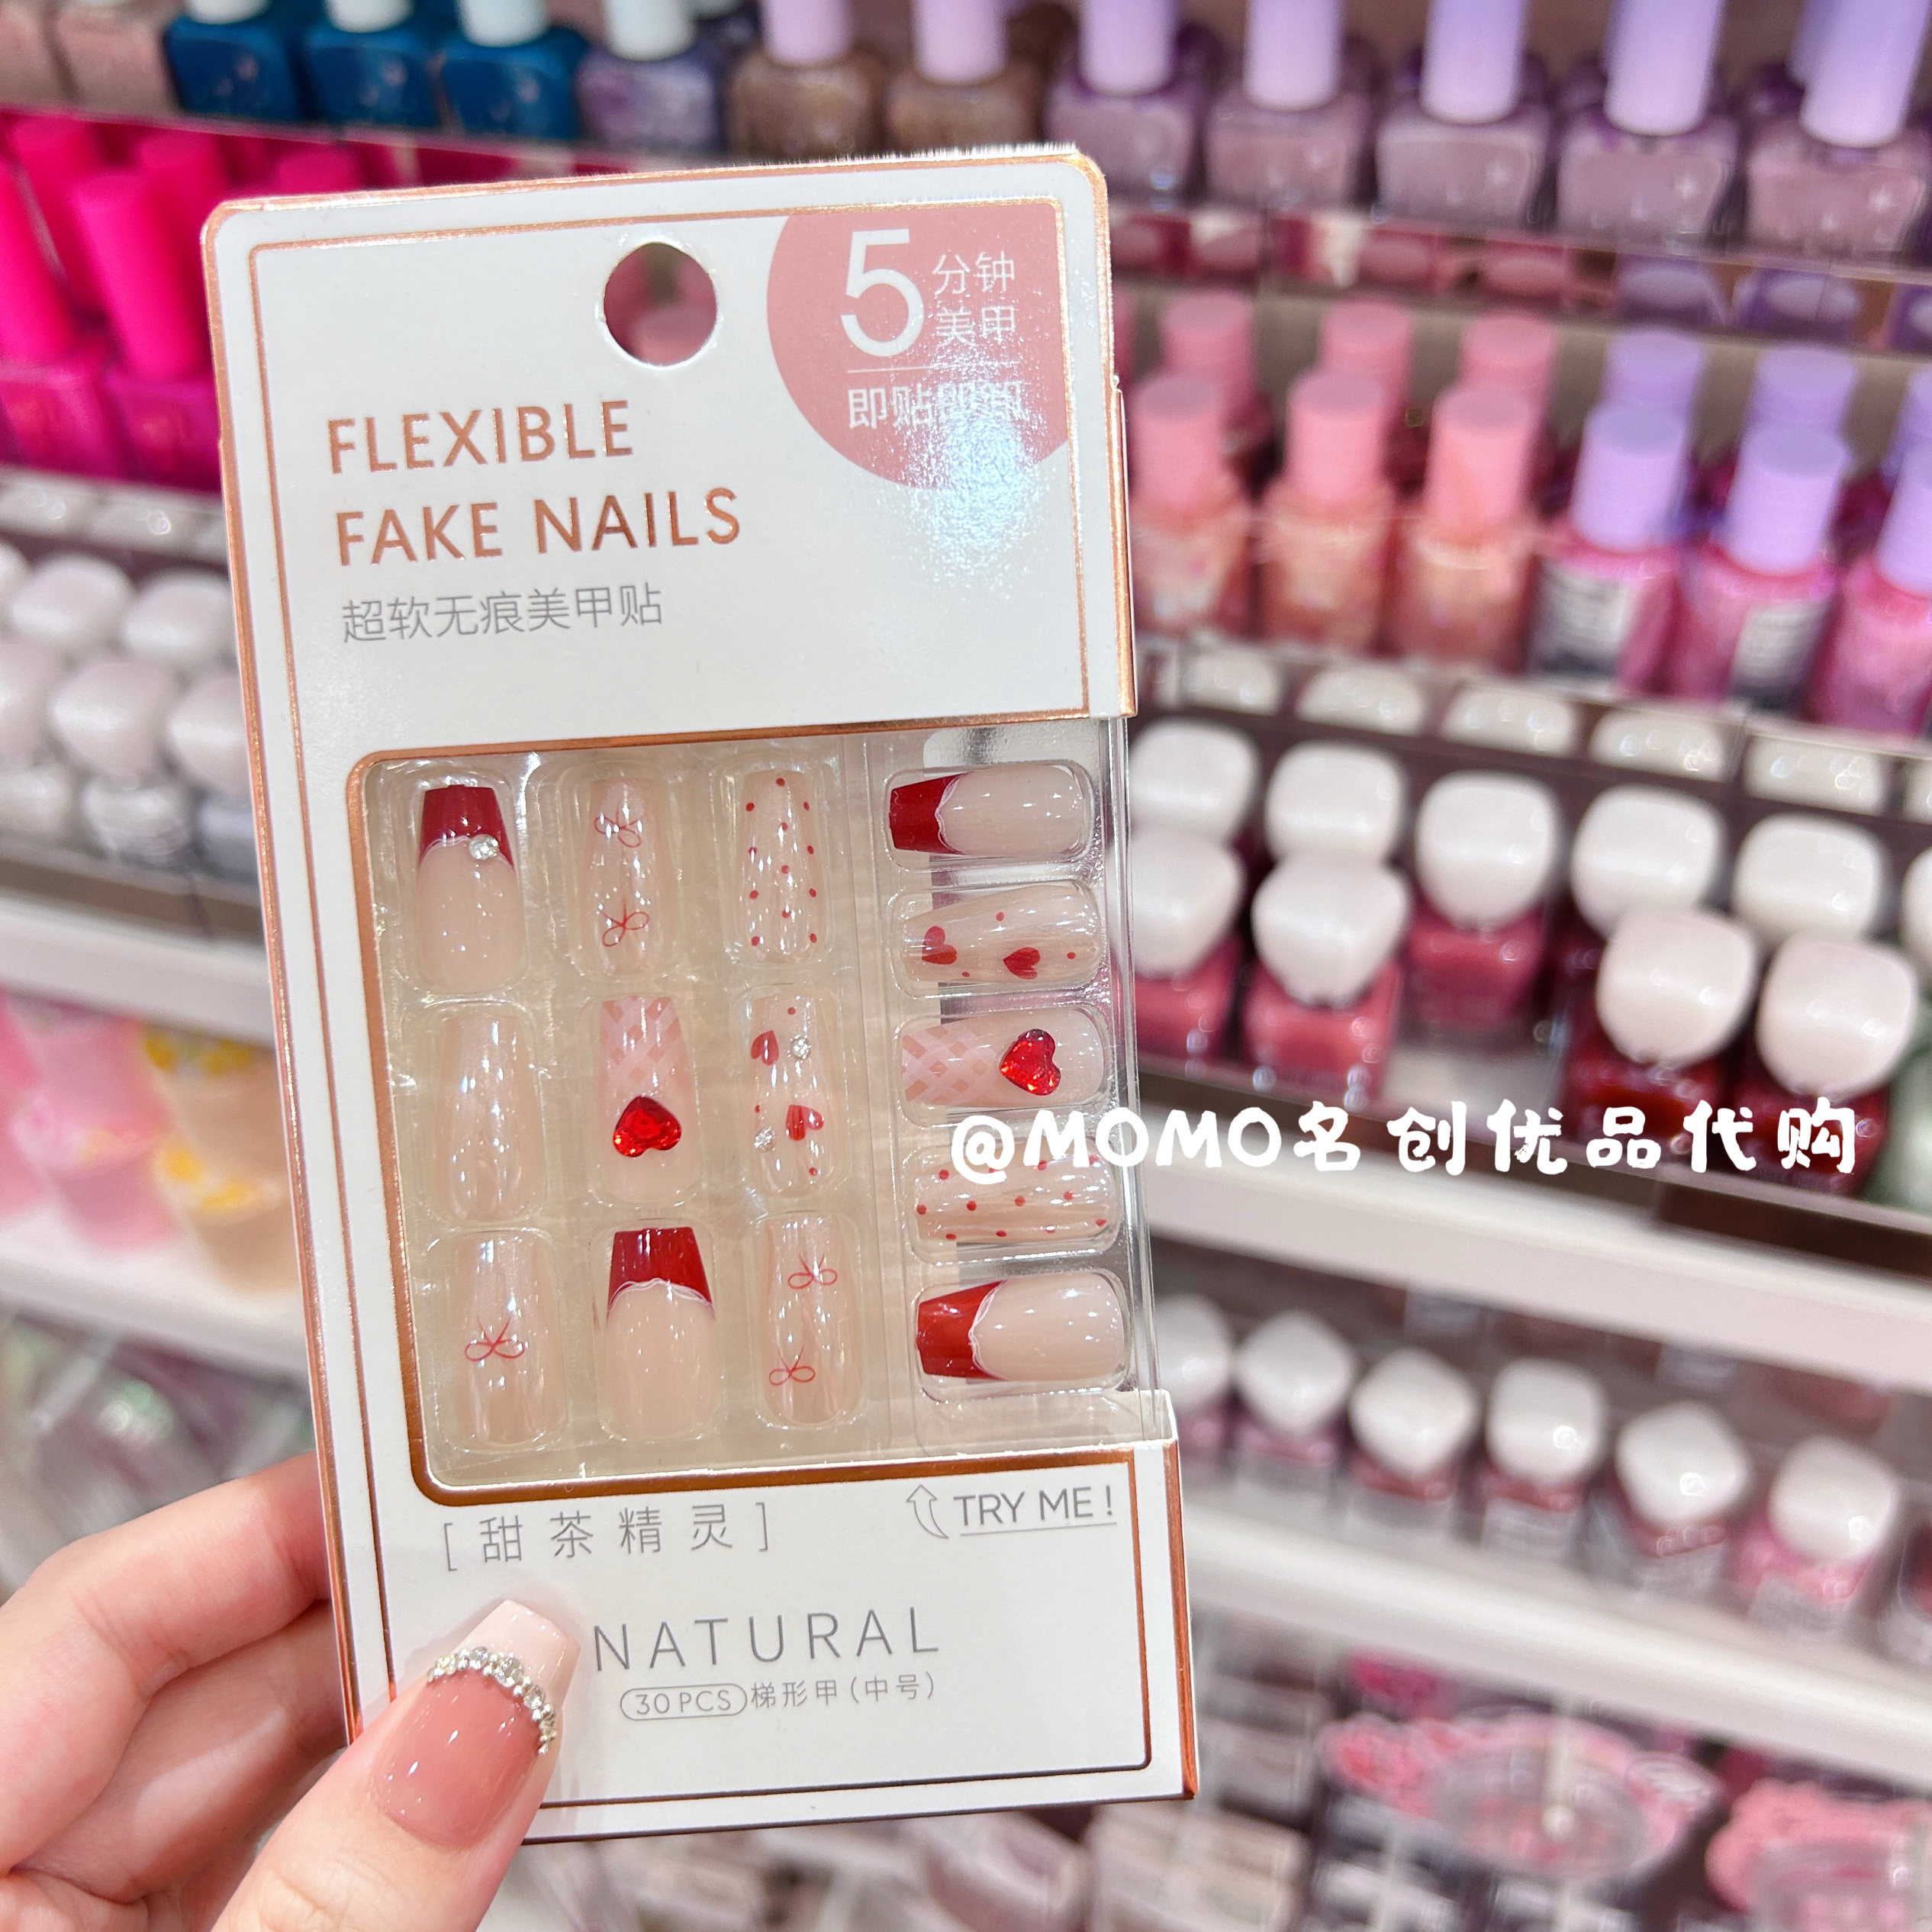 5
分钟
美甲
即贴即卸
FLEXIBLE
FAKE NAILS
超软无痕美甲贴
@MOMO名创优品代购
[甜茶精灵]
TRY ME!
NATURAL
30 PCS 梯形甲(中号)